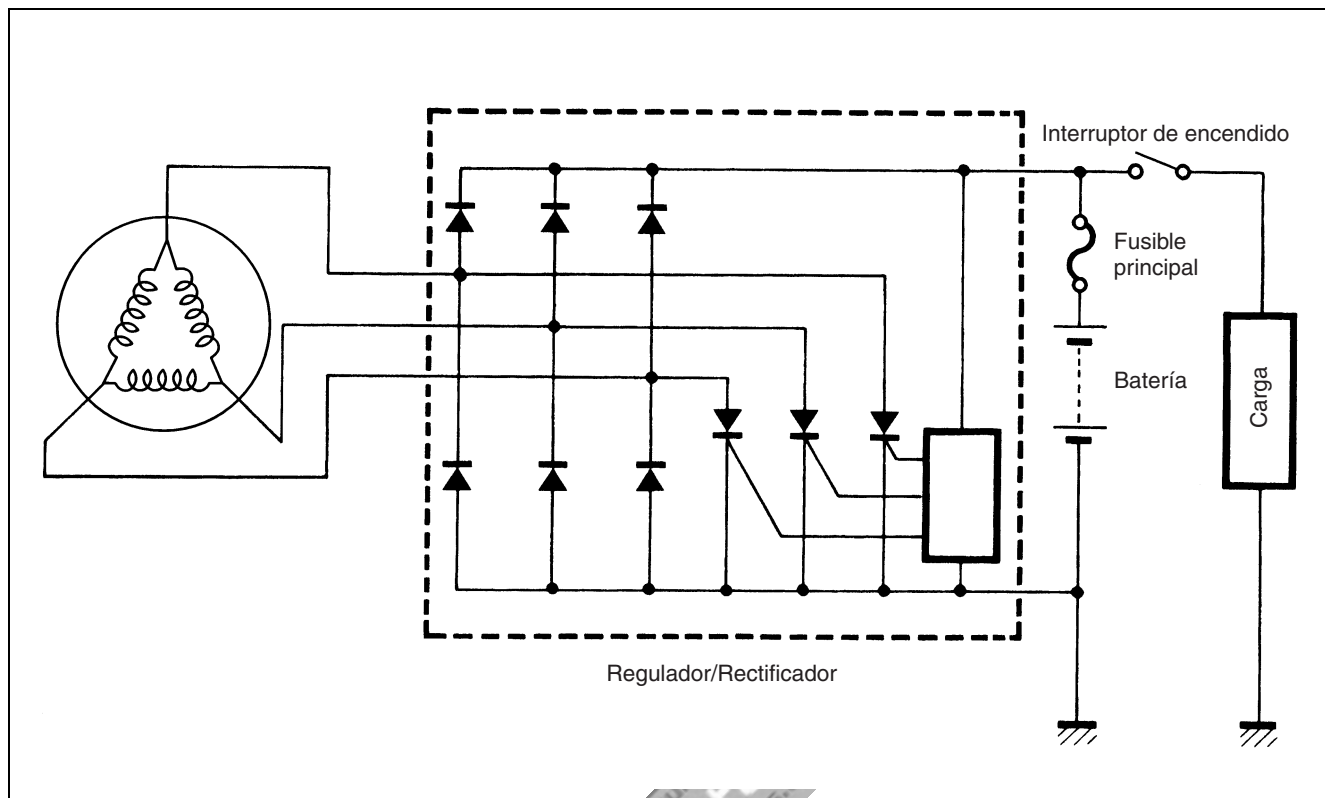 Interruptor de encendido
Fusible
principal
Batería
Carga
Regulador/Rectificador